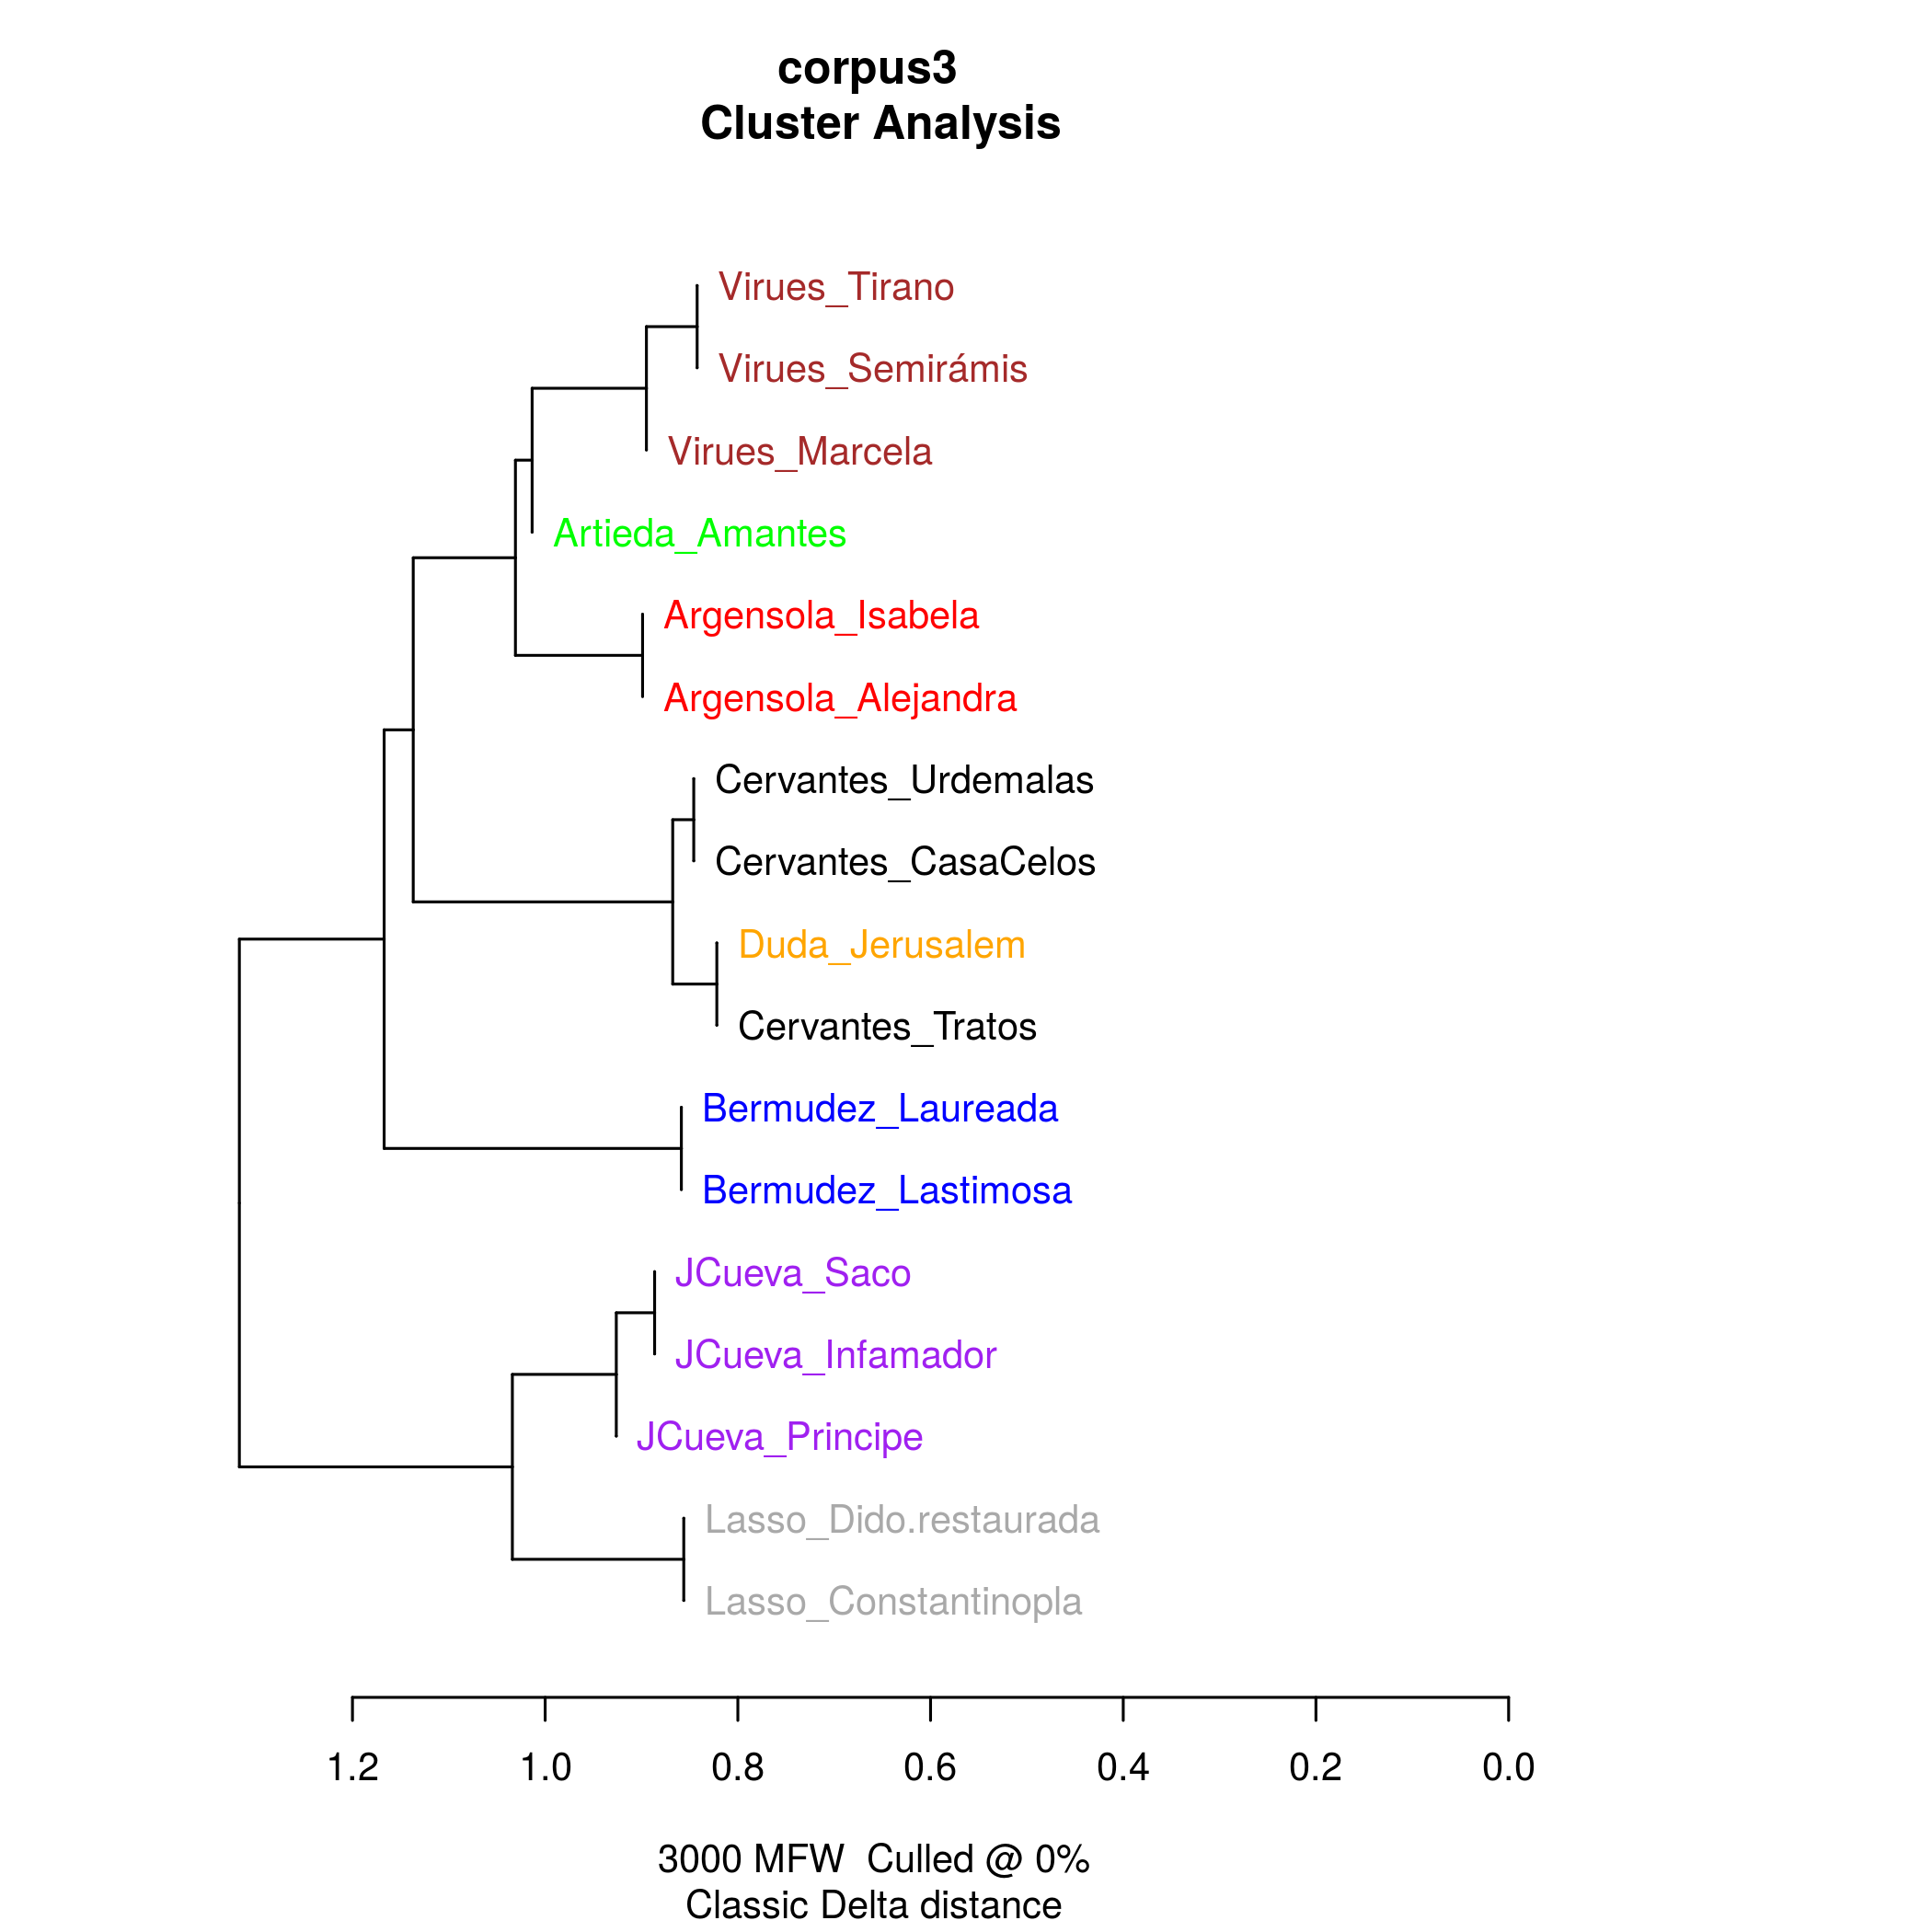 corpus3
Cluster Analysis
Virues_Tirano
Virues_Semirámis
Virues_Marcela
Artieda_Amantes
Argensola_Isabela
Argensola_Alejandra
Cervantes_Urdemalas
Cervantes_CasaCelos
Duda_Jerusalem
Cervantes_Tratos
Bermudez_Laureada
Bermudez_Lastimosa
JCueva_Saco
JCueva_Infamador
JCueva_Principe
Lasso_Dido.restaurada
Lasso_Constantinopla
1.2 1.0 0.8 0.6 0.4 0.2 0.0
3000 MFW  Culled @ 0%
Classic Delta distance